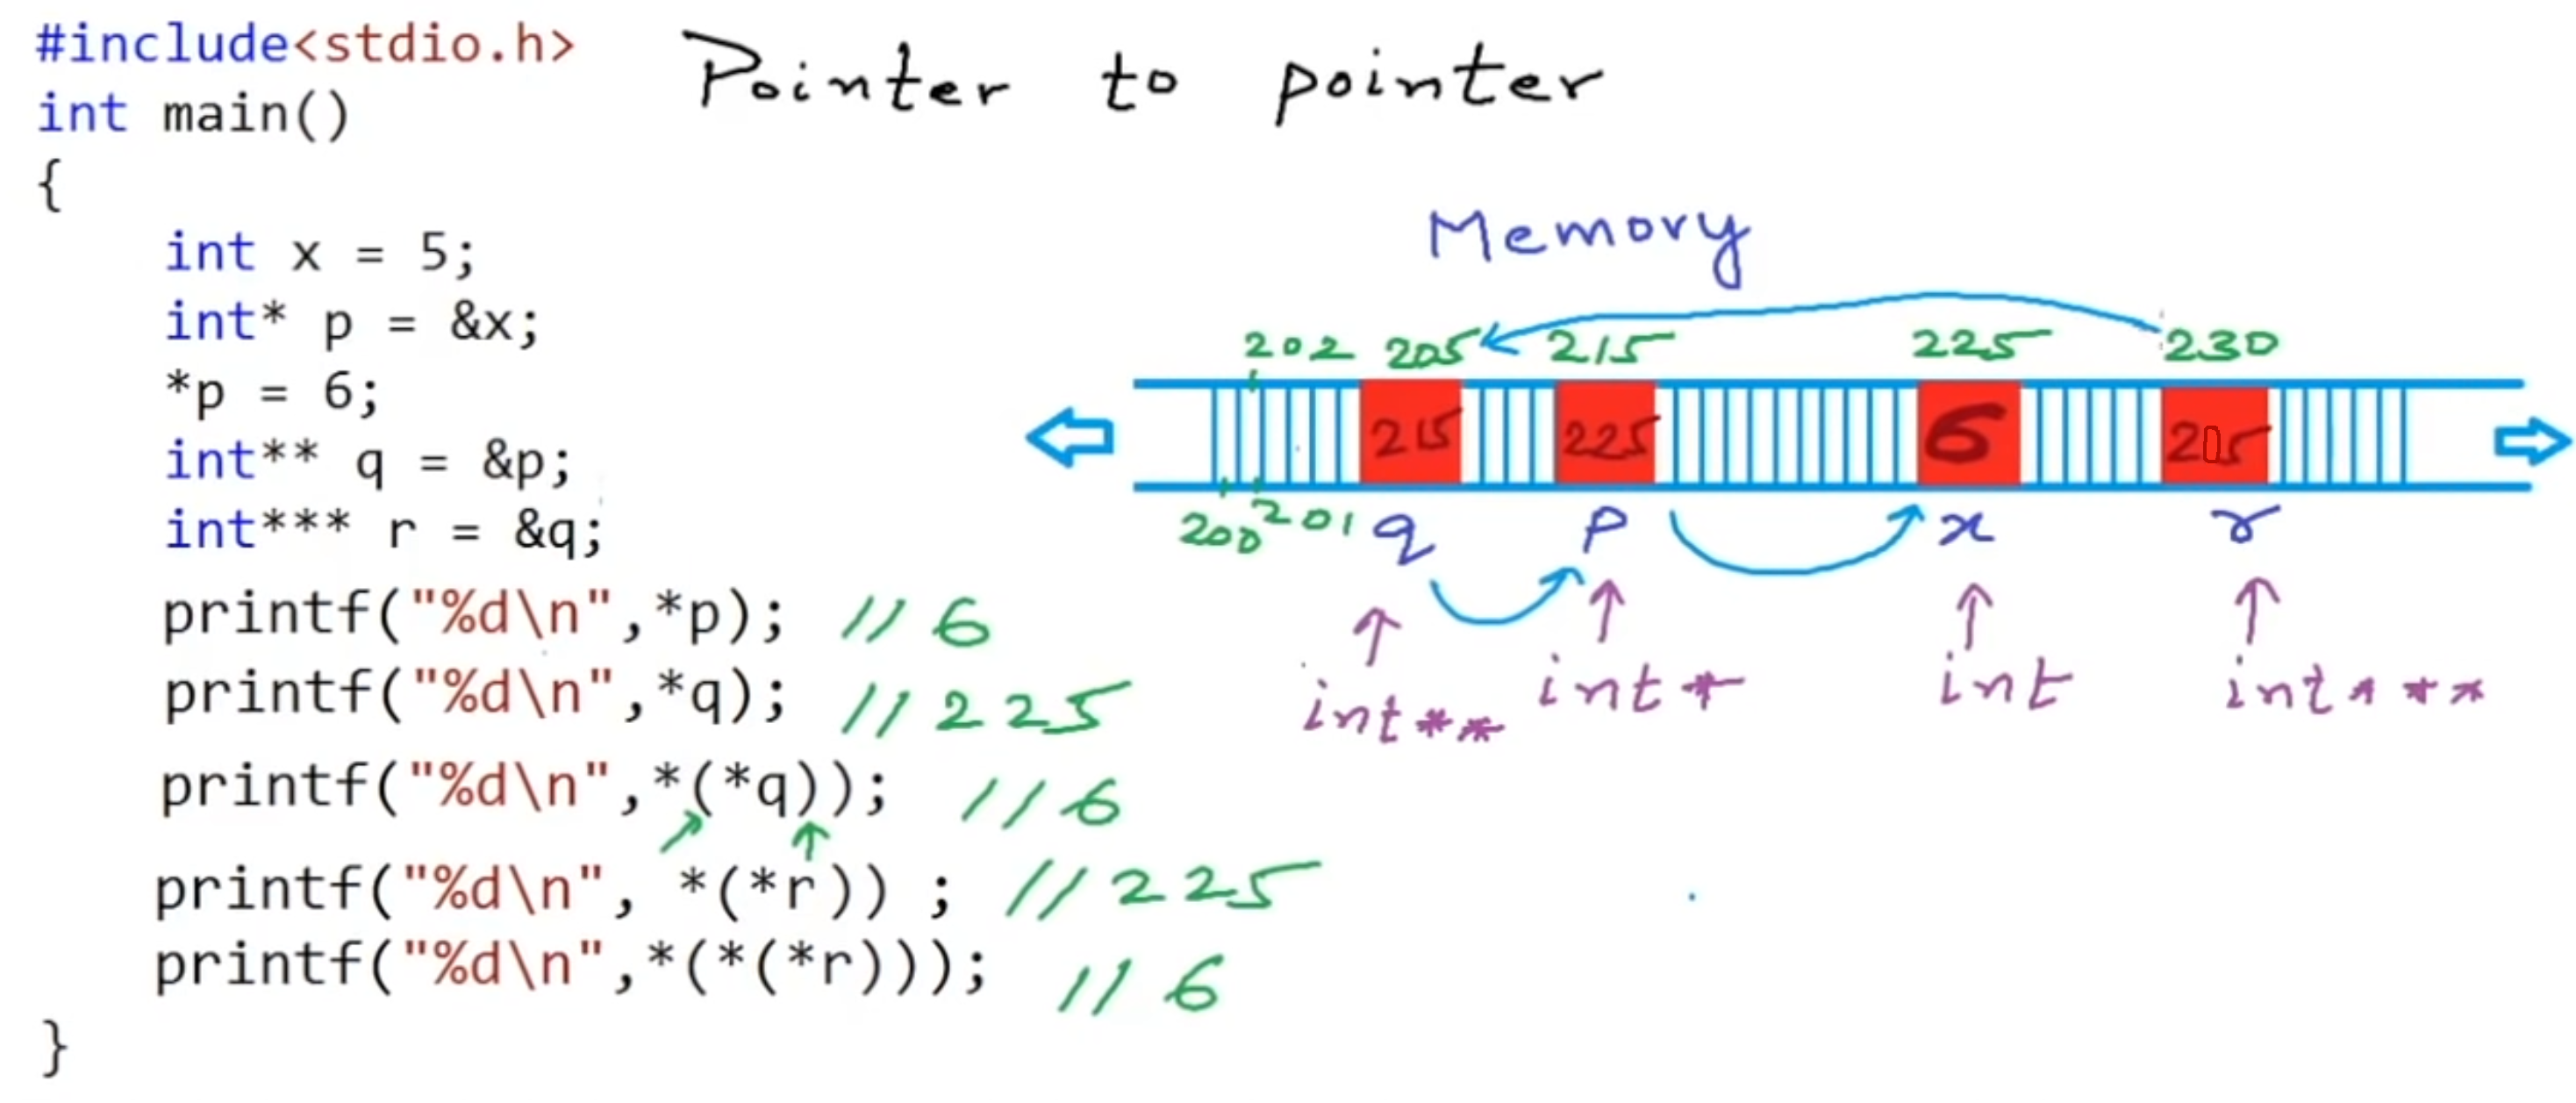 #include<stdio.h>
Pointer to pointer
int main()
{
int x = 5;
int* p = &x;
*p = 6;
int** q = &p;
int*** r = &q;
printf("%d\n",*p); // 6
printf("%d\n",*q); // 225
printf("%d\n",*(*q)); // 6
printf("%d\n", *(*r)) ; // 225
printf("%d\n",*(*(*r))); // 6
}
Memory
202 205 215 225 230
215 225 6 205
200 201 q p x r
int** int* int int***